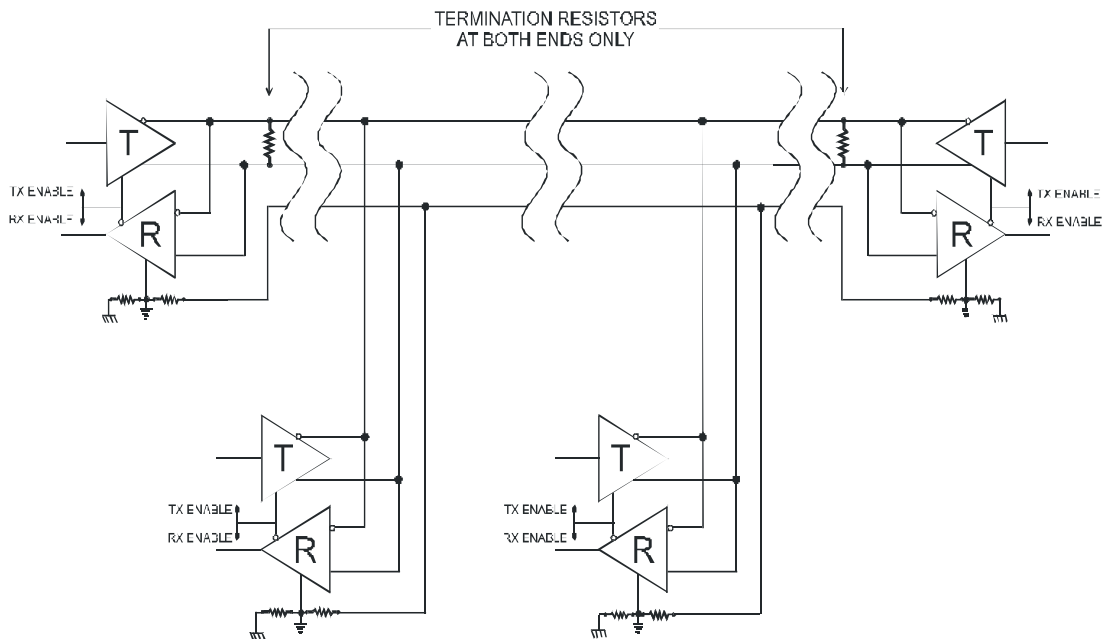 TERMINATION RESISTORS
AT BOTH ENDS ONLY
T
T
TX ENABLE
RX ENABLE
TX ENABLE
RX ENABLE
R
R
T
T
TX ENABLE
RX ENABLE
TX ENABLE
RX ENABLE
R
R